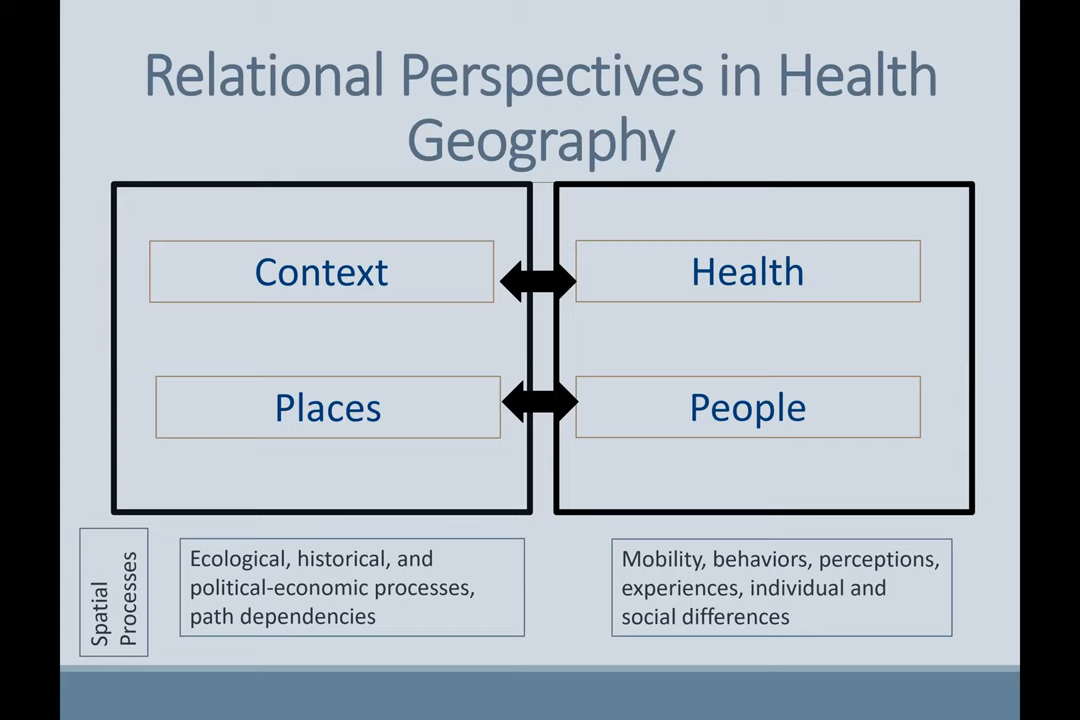 Relational Perspectives in Health
Geography
Context
Health
Places
People
Spatial
Processes
Ecological, historical, and
political-economic processes,
path dependencies
Mobility, behaviors, perceptions,
experiences, individual and
social differences